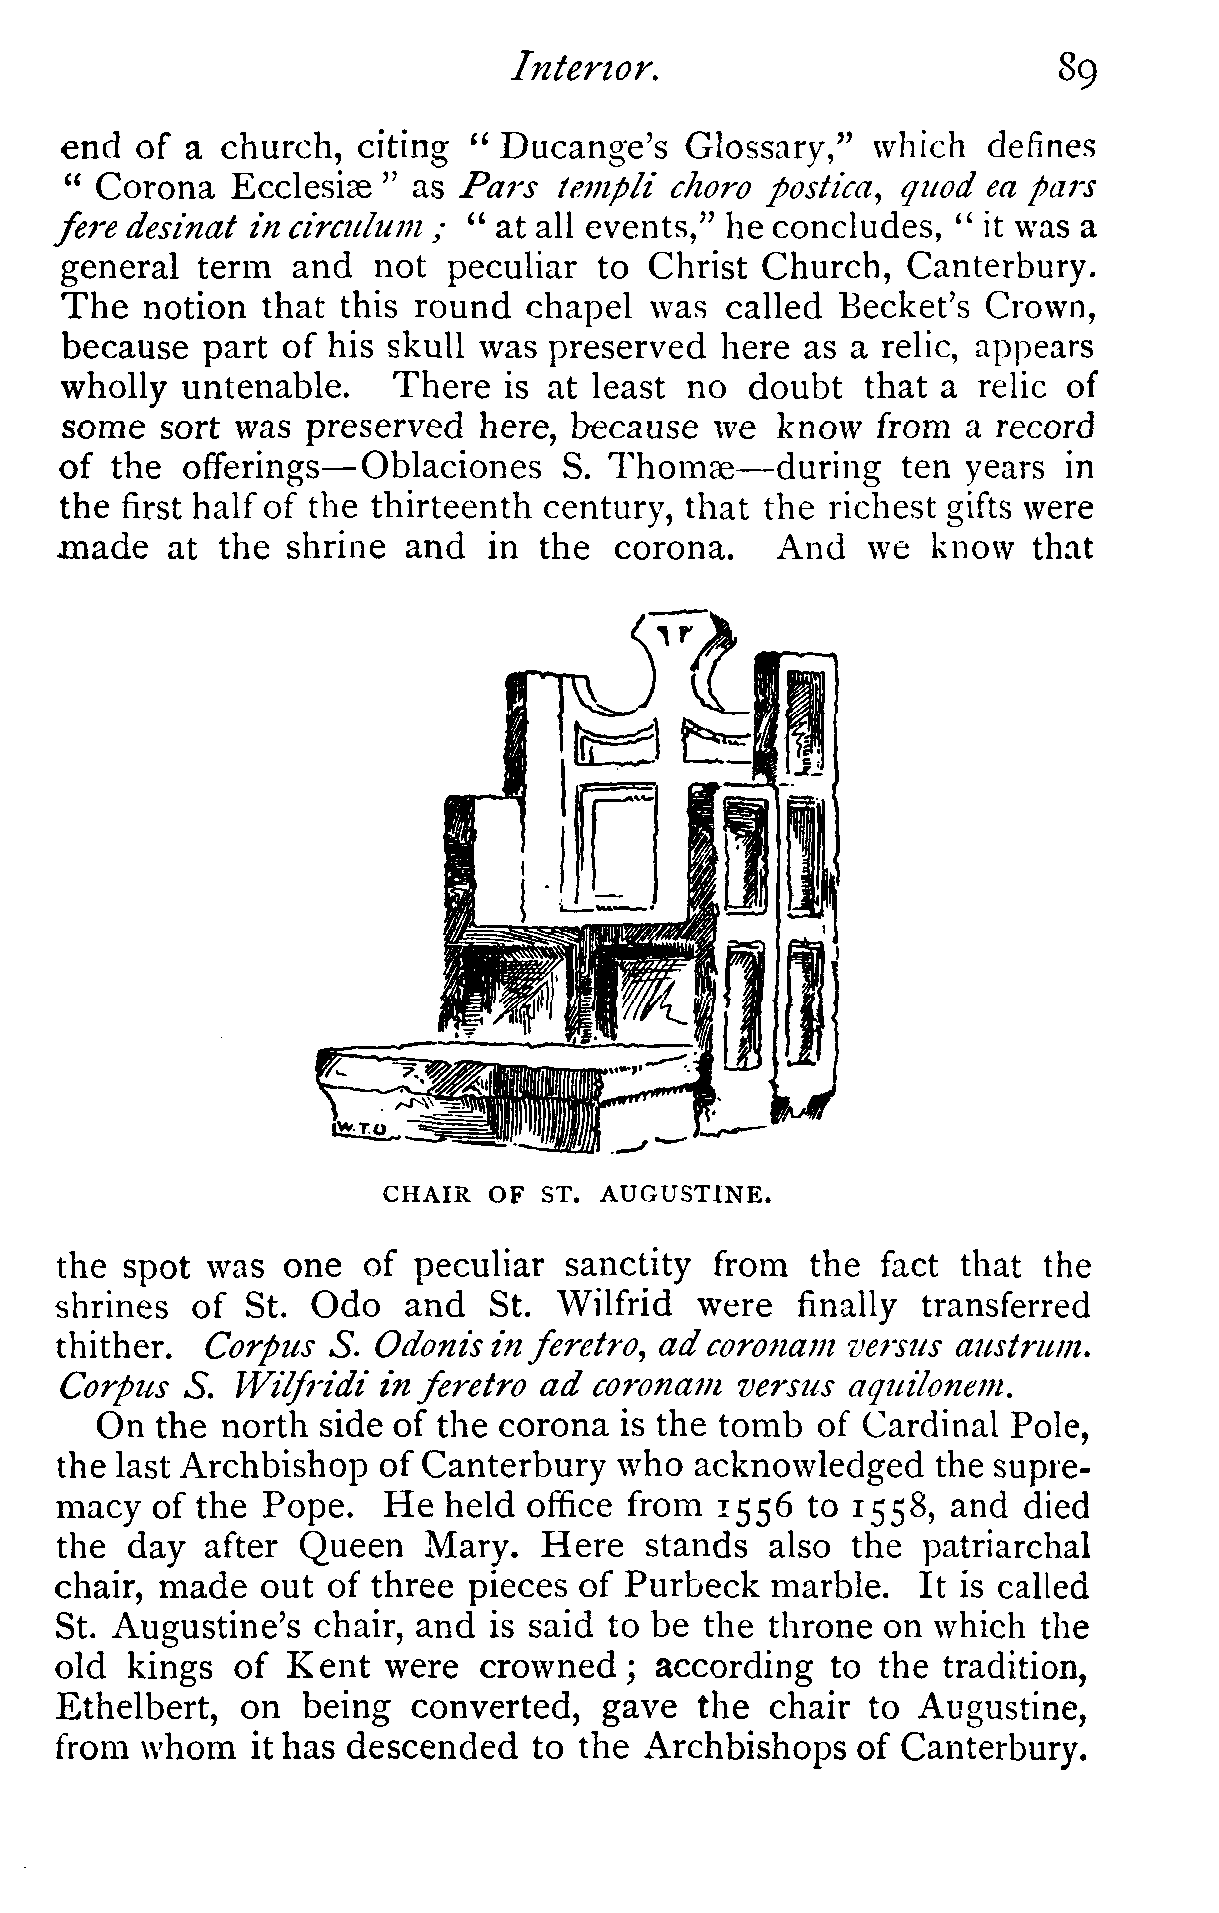 Interior. 89
end of a church, citing “ Ducange’s Glossary,” which defines
“ Corona Ecclesiæ ” as Pars templi choro postica, quod ea pars
fere desinat in circulum ; “ at all events,” he concludes, “ it was a
general term and not peculiar to Christ Church, Canterbury.
The notion that this round chapel was called Becket’s Crown,
because part of his skull was preserved here as a relic, appears
wholly untenable. There is at least no doubt that a relic of
some sort was preserved here, because we know from a record
of the offerings—Oblaciones S. Thomæ—during ten years in
the first half of the thirteenth century, that the richest gifts were
made at the shrine and in the corona. And we know that
W.T.O
CHAIR OF ST. AUGUSTINE.
the spot was one of peculiar sanctity from the fact that the
shrines of St. Odo and St. Wilfrid were finally transferred
thither. Corpus S. Odonis in feretro, ad coronam versus austrum.
Corpus S. Wilfridi in feretro ad coronam versus aquilonem.
On the north side of the corona is the tomb of Cardinal Pole,
the last Archbishop of Canterbury who acknowledged the supre-
macy of the Pope. He held office from 1556 to 1558, and died
the day after Queen Mary. Here stands also the patriarchal
chair, made out of three pieces of Purbeck marble. It is called
St. Augustine’s chair, and is said to be the throne on which the
old kings of Kent were crowned ; according to the tradition,
Ethelbert, on being converted, gave the chair to Augustine,
from whom it has descended to the Archbishops of Canterbury.